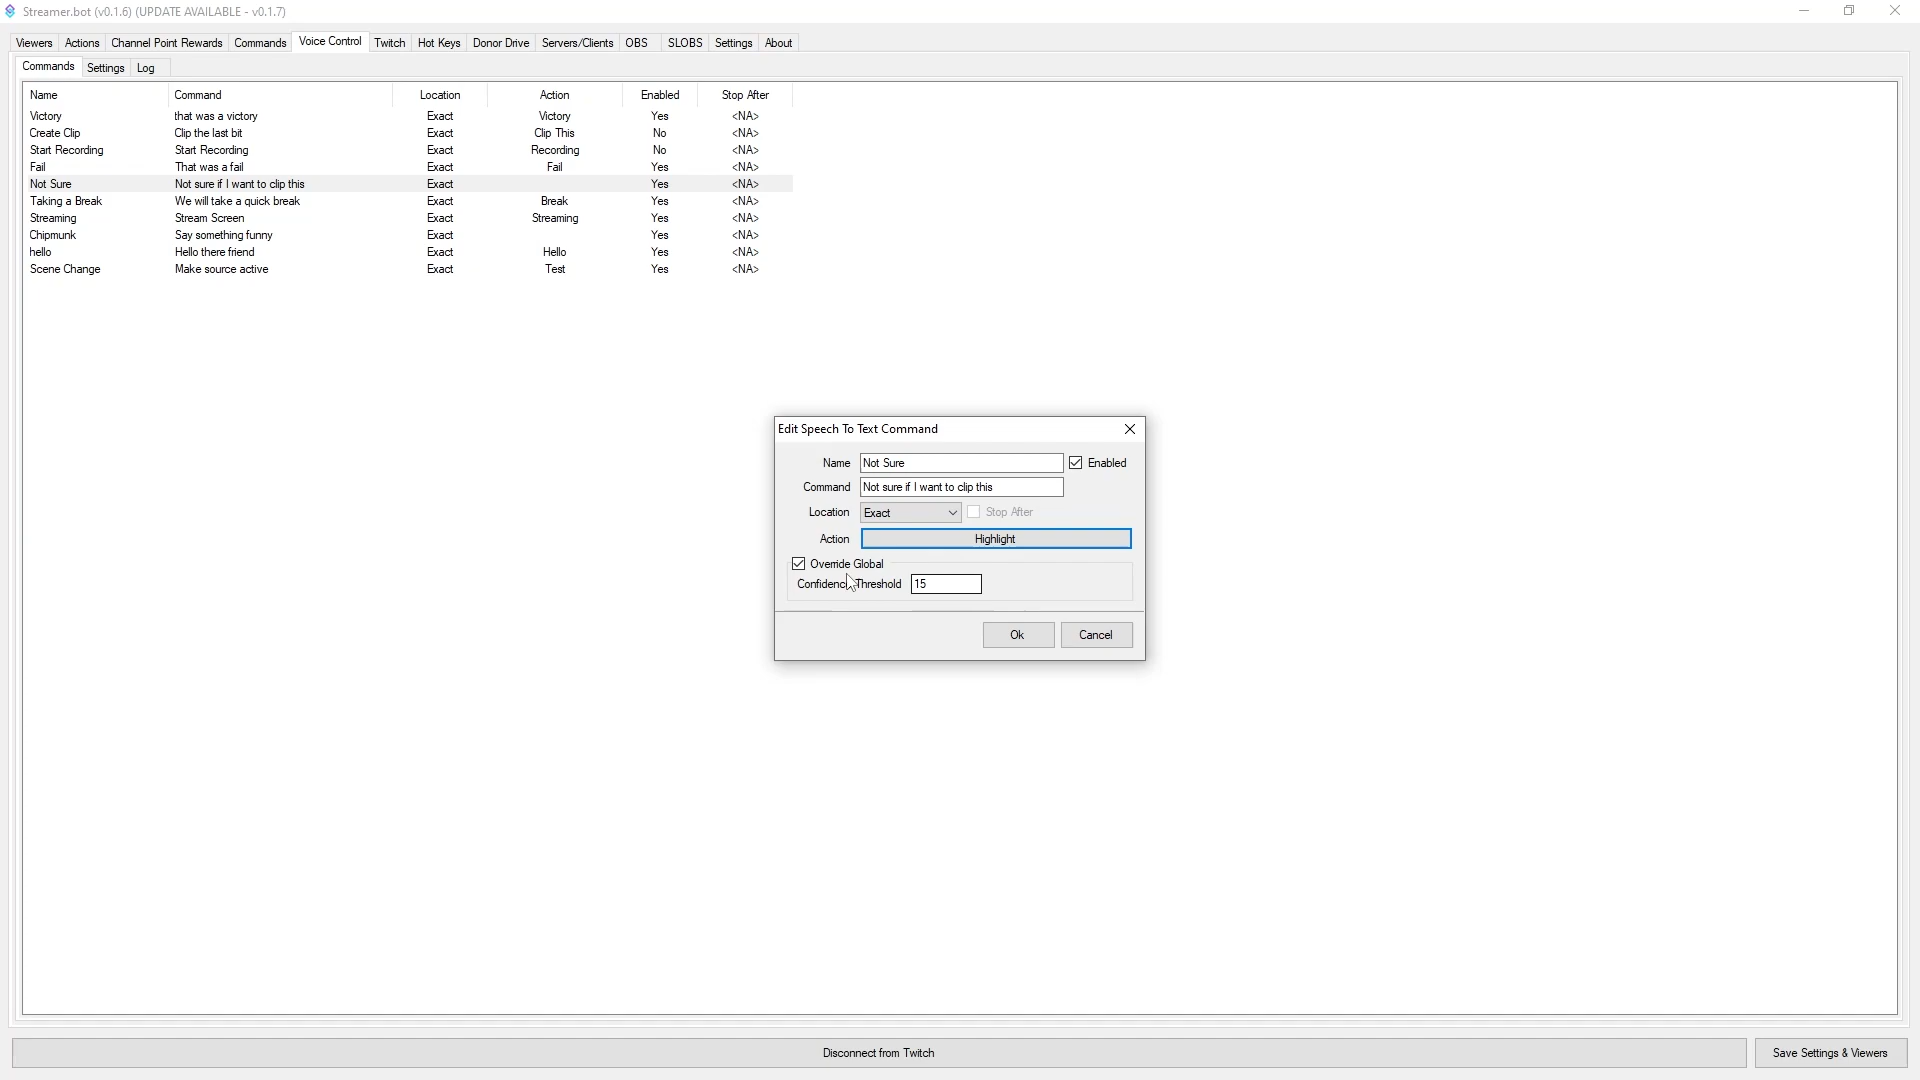 Streamer.bot (v0.1.6) (UPDATE AVAILABLE - v0.1.7)
Viewers Actions Channel Point Rewards Commands Voice Control Twitch Hot Keys Donor Drive Servers/Clients OBS SLOBS Settings About
Commands Settings Log
Name Command Location Action Enabled Stop After
Victory that was a victory Exact Victory Yes <NA>
Create Clip Clip the last bit Exact Clip This No <NA>
Start Recording Start Recording Exact Recording No <NA>
Fail That was a fail Exact Fail Yes <NA>
Not Sure Not sure if I want to clip this Exact Yes <NA>
Taking a Break We will take a quick break Exact Break Yes <NA>
Streaming Stream Screen Exact Streaming Yes <NA>
Chipmunk Say something funny Exact Yes <NA>
hello Hello there friend Exact Hello Yes <NA>
Scene Change Make source active Exact Test Yes <NA>
Edit Speech To Text Command
Name Not Sure Enabled
Command Not sure if I want to clip this
Location Exact Stop After
Action Highlight
Override Global
Confidence Threshold 15
Ok Cancel
Disconnect from Twitch Save Settings & Viewers